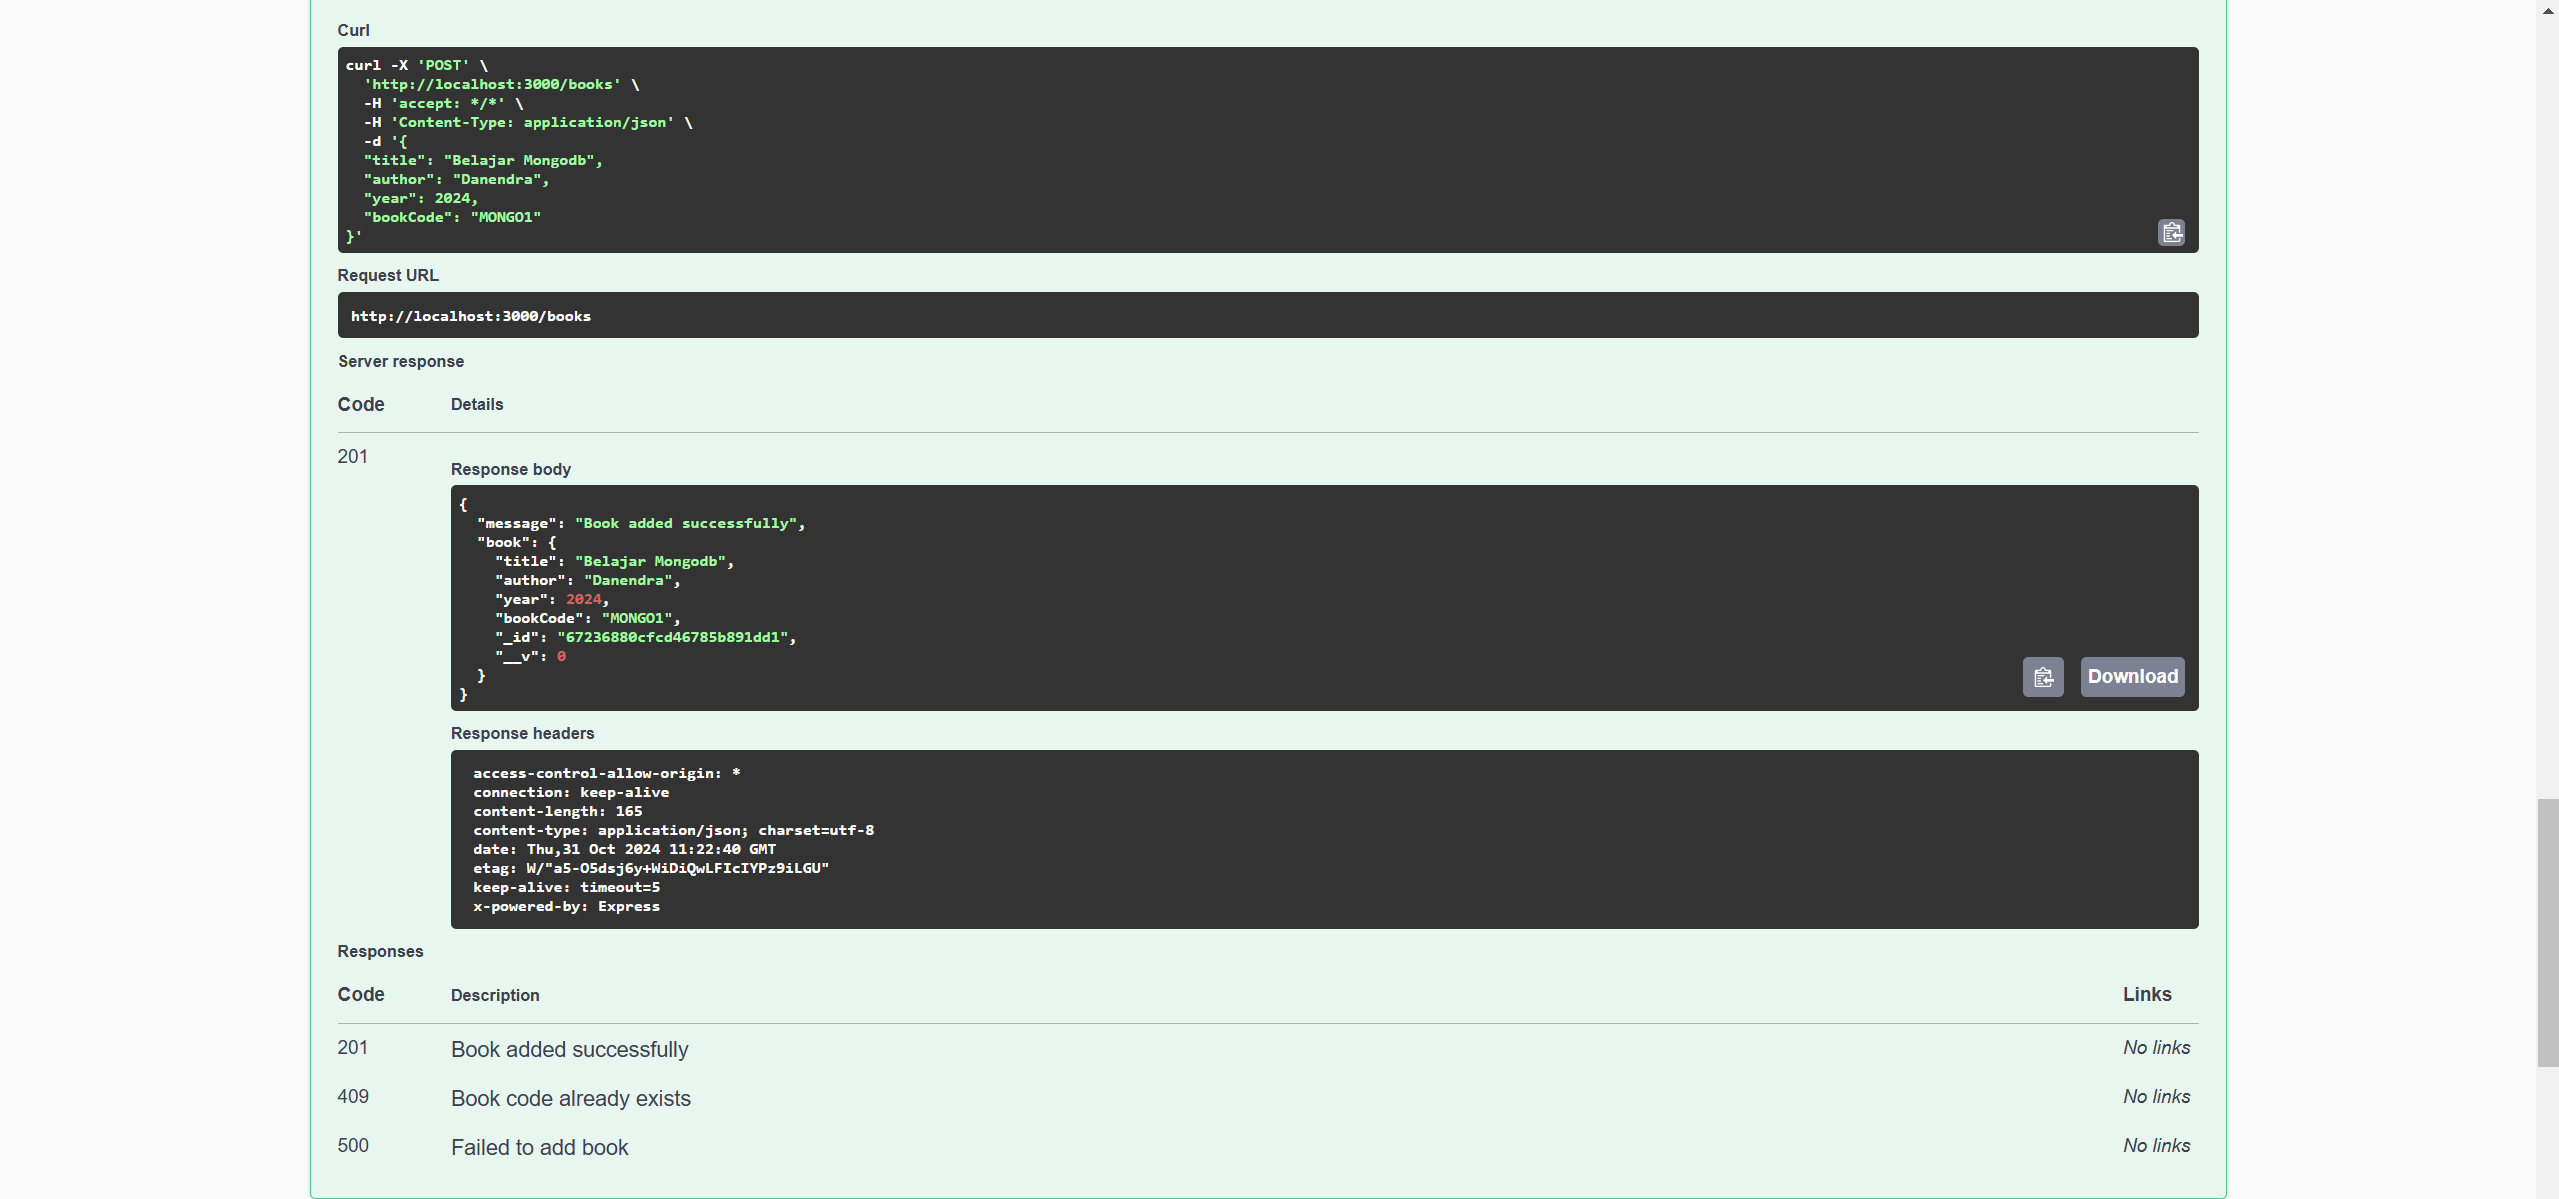 Curl
curl -X 'POST' \
  'http://localhost:3000/books' \
  -H 'accept: */*' \
  -H 'Content-Type: application/json' \
  -d '{
  "title": "Belajar Mongodb",
  "author": "Danendra",
  "year": 2024,
  "bookCode": "MONGO1"
}'
Request URL
http://localhost:3000/books
Server response
Code Details
201
Response body
{
  "message": "Book added successfully",
  "book": {
    "title": "Belajar Mongodb",
    "author": "Danendra",
    "year": 2024,
    "bookCode": "MONGO1",
    "_id": "67236880cfcd46785b891dd1",
    "__v": 0
  }
}
Download
Response headers
access-control-allow-origin: *
connection: keep-alive
content-length: 165
content-type: application/json; charset=utf-8
date: Thu,31 Oct 2024 11:22:40 GMT
etag: W/"a5-O5dsj6y+WiDiQwLFIcIYPz9iLGU"
keep-alive: timeout=5
x-powered-by: Express
Responses
Code Description Links
201 Book added successfully No links
409 Book code already exists No links
500 Failed to add book No links